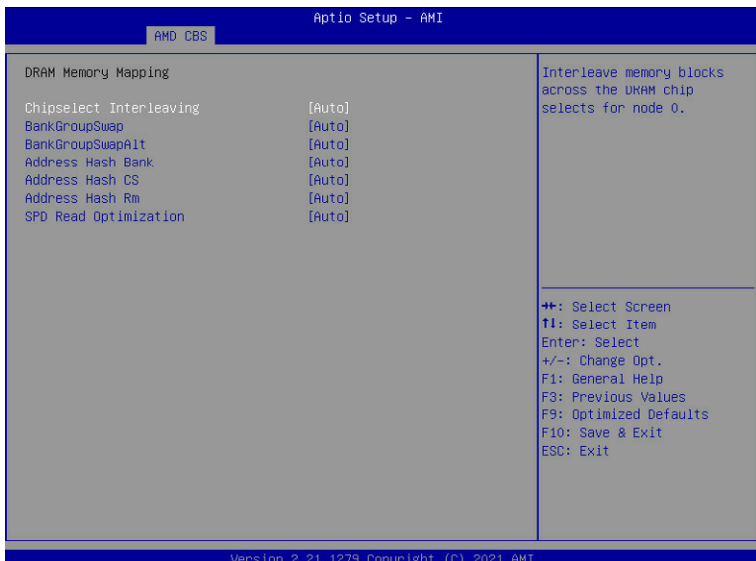 Aptio Setup – AMI
AMD CBS
DRAM Memory Mapping
Chipselect Interleaving [Auto]
BankGroupSwap [Auto]
BankGroupSwapAlt [Auto]
Address Hash Bank [Auto]
Address Hash CS [Auto]
Address Hash Rm [Auto]
SPD Read Optimization [Auto]
Interleave memory blocks
across the DRAM chip
selects for node 0.
→←: Select Screen
↑↓: Select Item
Enter: Select
+/-: Change Opt.
F1: General Help
F3: Previous Values
F9: Optimized Defaults
F10: Save & Exit
ESC: Exit
Version 2.21.1279 Copyright (C) 2021 AMI